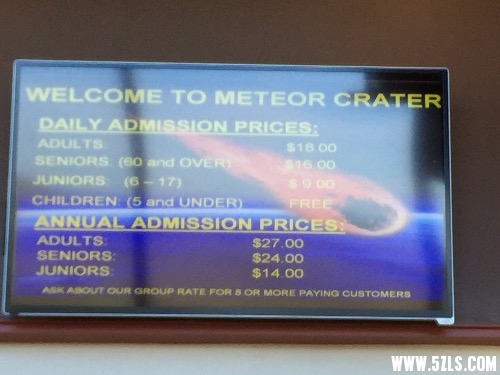 WELCOME TO METEOR CRATER
DAILY ADMISSION PRICES:
ADULTS: $18.00
SENIORS: (60 and OVER) $16.00
JUNIORS: (6 – 17) $ 9.00
CHILDREN: (5 and UNDER) FREE
ANNUAL ADMISSION PRICES:
ADULTS: $27.00
SENIORS: $24.00
JUNIORS: $14.00
ASK ABOUT OUR GROUP RATE FOR 8 OR MORE PAYING CUSTOMERS
WWW.5ZLS.COM